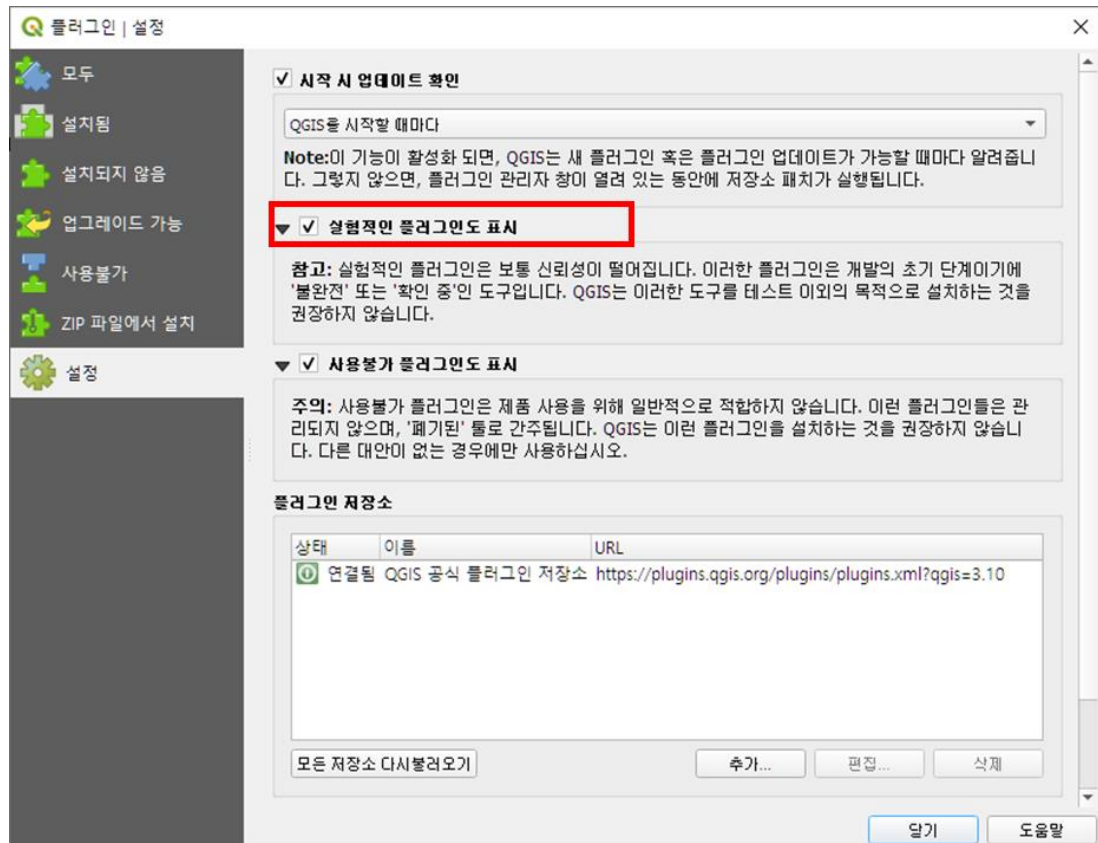 플러그인 | 설정
모두
설치됨
설치되지 않음
업그레이드 가능
사용불가
ZIP 파일에서 설치
설정
시작 시 업데이트 확인
QGIS를 시작할 때마다
Note:이 기능이 활성화 되면, QGIS는 새 플러그인 혹은 플러그인 업데이트가 가능할 때마다 알려줍니
다. 그렇지 않으면, 플러그인 관리자 창이 열려 있는 동안에 저장소 패치가 실행됩니다.
실험적인 플러그인도 표시
참고: 실험적인 플러그인은 보통 신뢰성이 떨어집니다. 이러한 플러그인은 개발의 초기 단계이기에
'불완전' 또는 '확인 중'인 도구입니다. QGIS는 이러한 도구를 테스트 이외의 목적으로 설치하는 것을
권장하지 않습니다.
사용불가 플러그인도 표시
주의: 사용불가 플러그인은 제품 사용을 위해 일반적으로 적합하지 않습니다. 이런 플러그인들은 관
리되지 않으며, '폐기된' 툴로 간주됩니다. QGIS는 이런 플러그인을 설치하는 것을 권장하지 않습니
다. 다른 대안이 없는 경우에만 사용하십시오.
플러그인 저장소
상태 이름 URL
연결됨 QGIS 공식 플러그인 저장소 https://plugins.qgis.org/plugins/plugins.xml?qgis=3.10
모든 저장소 다시불러오기 추가... 편집... 삭제
닫기 도움말